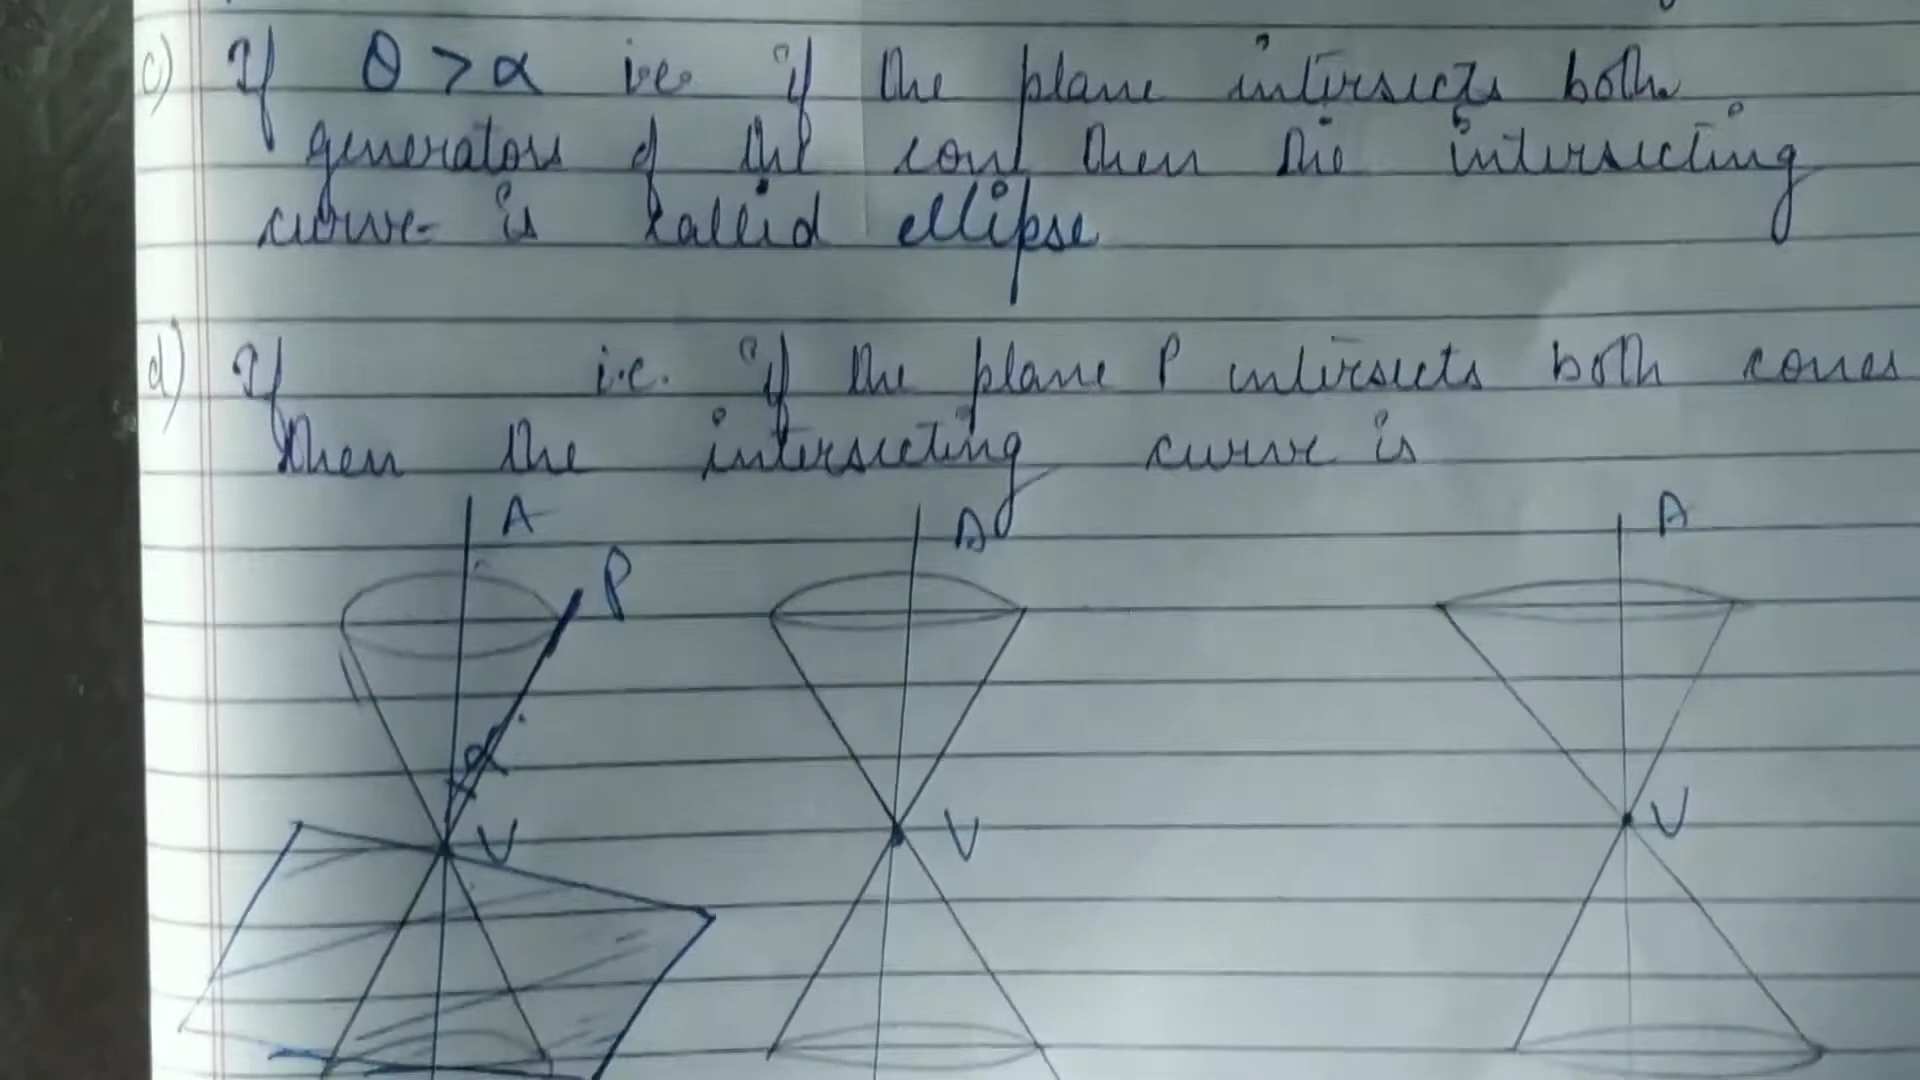 c) If θ > α i.e. if the plane intersects both
generators of the cone then the intersecting
curve is called ellipse
d) If i.e. if the plane P intersects both cones
then the intersecting curve is
A
A
A
P
α
V
V
V